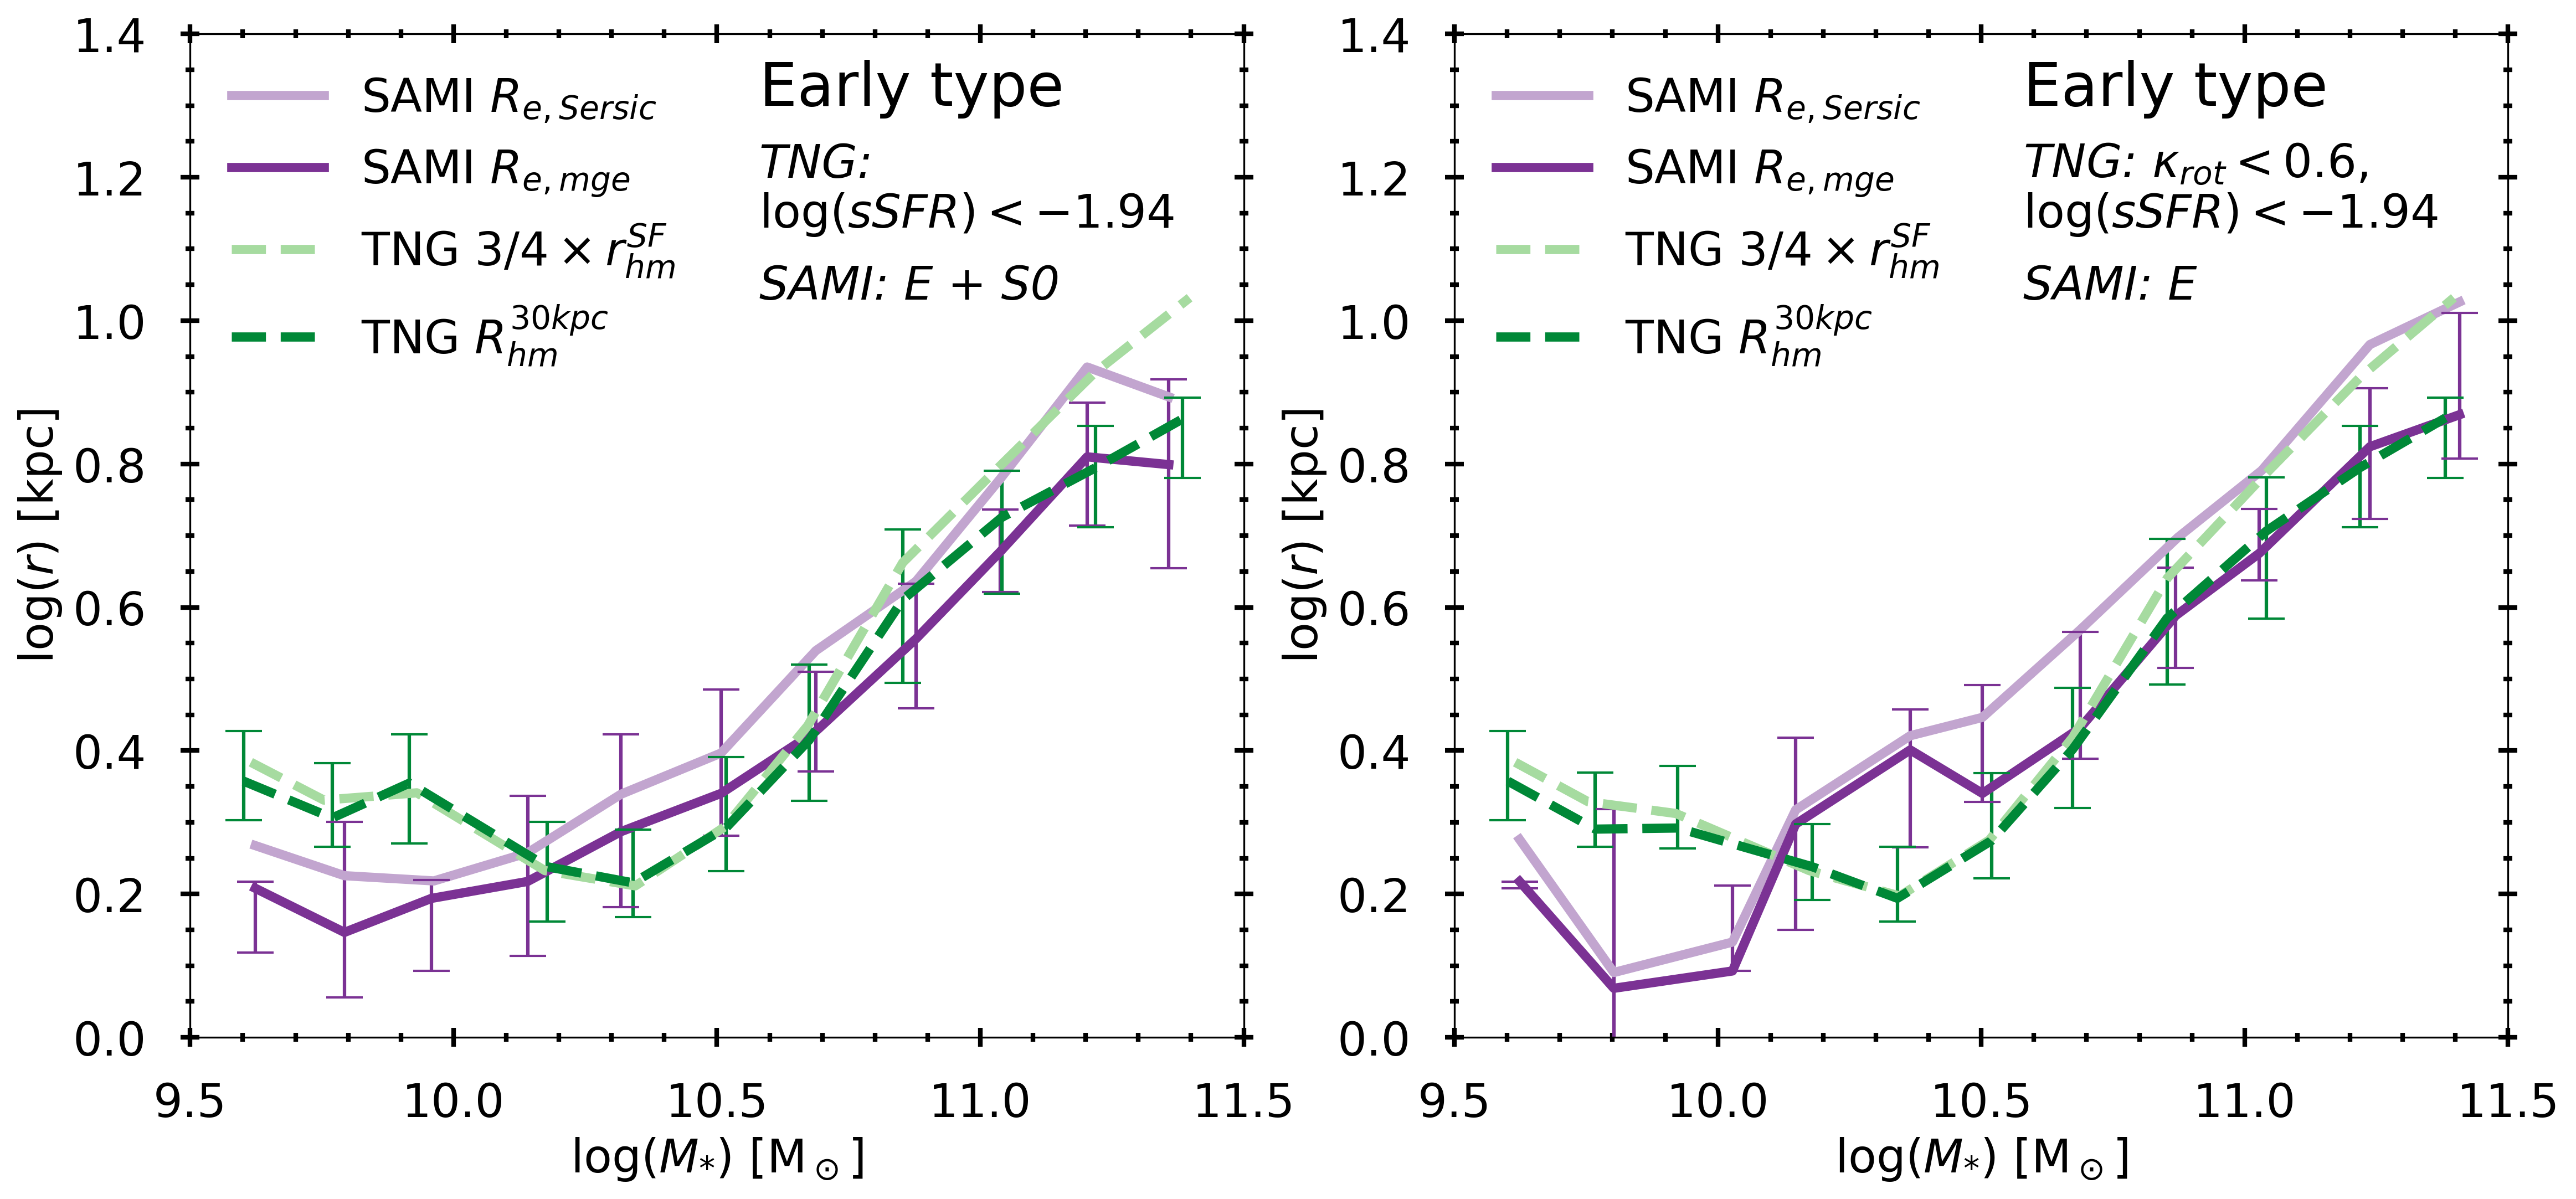 1.4
1.2
1.0
0.8
0.6
0.4
0.2
0.0
log(r) [kpc]
SAMI R_{e, Sersic}
SAMI R_{e, mge}
TNG 3/4 × r_{hm}^{SF}
TNG R_{hm}^{30kpc}
Early type
TNG:
log(sSFR) < −1.94
SAMI: E + S0
9.5 10.0 10.5 11.0 11.5
log(M_*) [M_⊙]
1.4
1.2
1.0
0.8
0.6
0.4
0.2
0.0
log(r) [kpc]
SAMI R_{e, Sersic}
SAMI R_{e, mge}
TNG 3/4 × r_{hm}^{SF}
TNG R_{hm}^{30kpc}
Early type
TNG: κ_{rot} < 0.6,
log(sSFR) < −1.94
SAMI: E
9.5 10.0 10.5 11.0 11.5
log(M_*) [M_⊙]